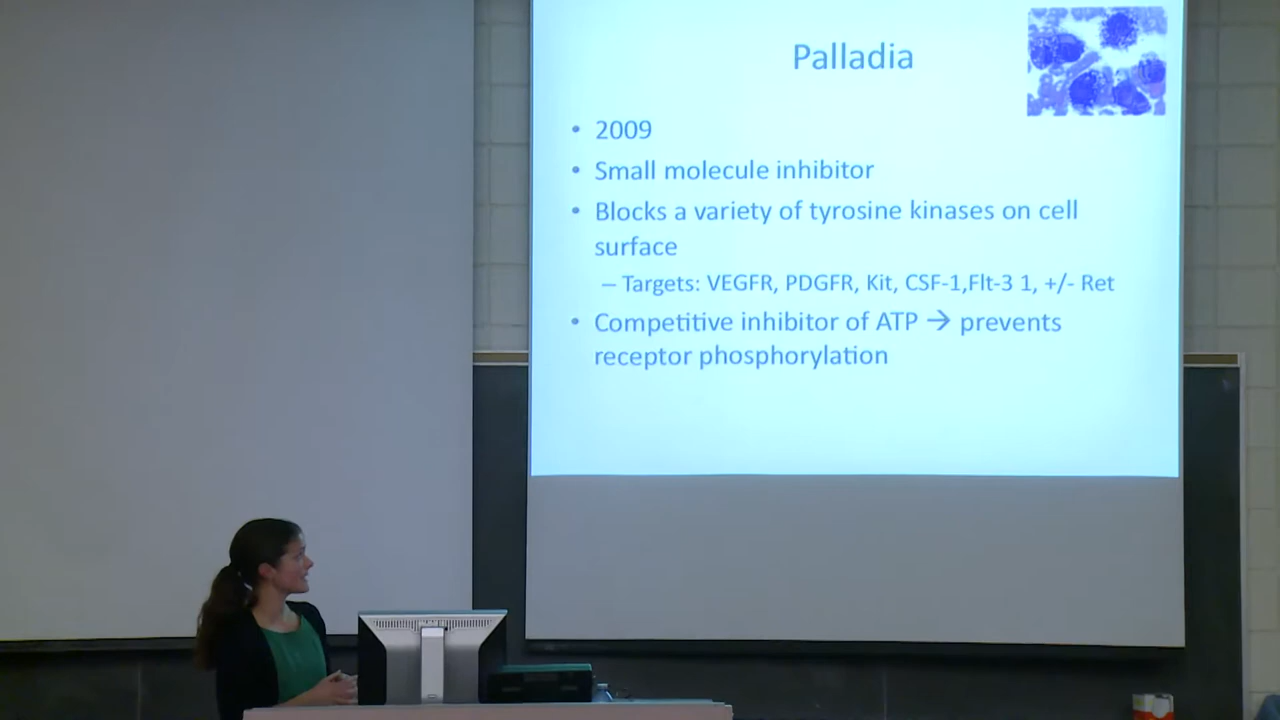 Palladia
• 2009
• Small molecule inhibitor
• Blocks a variety of tyrosine kinases on cell
surface
– Targets: VEGFR, PDGFR, Kit, CSF-1,Flt-3 1, +/- Ret
• Competitive inhibitor of ATP → prevents
receptor phosphorylation